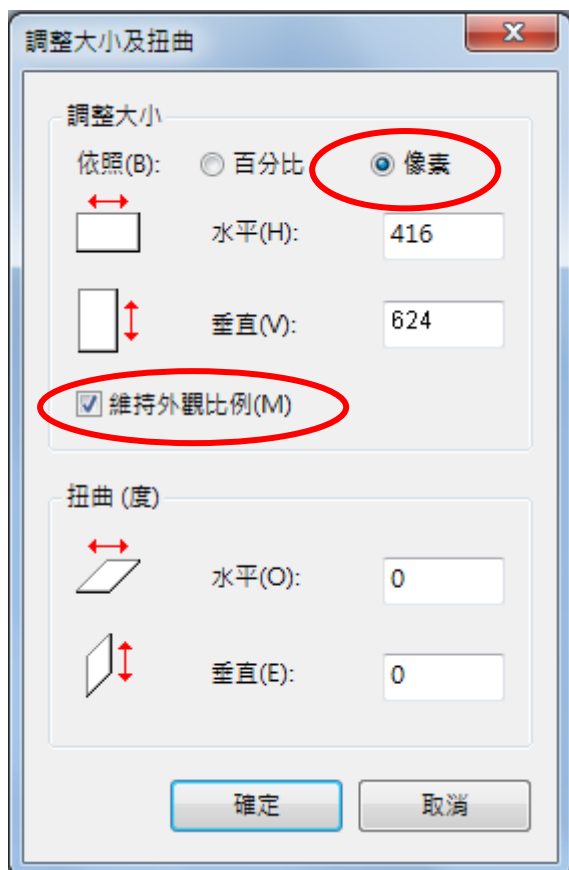 調整大小及扭曲
調整大小
依照(B): 百分比 像素
水平(H): 416
垂直(V): 624
維持外觀比例(M)
扭曲 (度)
水平(O): 0
垂直(E): 0
確定 取消